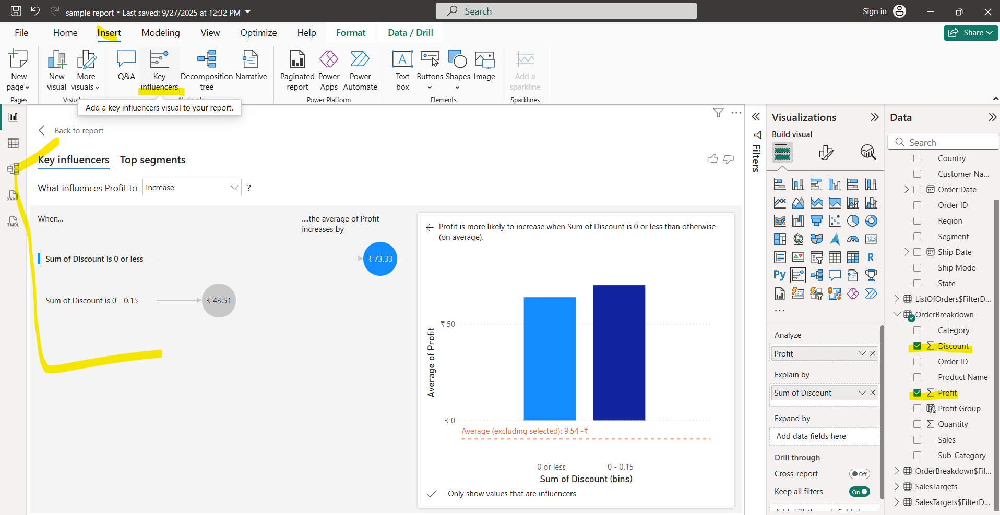 sample report • Last saved: 9/27/2025 at 12:32 PM
Search
Sign in
File Home Insert Modeling View Optimize Help Format Data / Drill
Share
New page
New visual
More visuals
Q&A
Key influencers
Decomposition tree
Narrative
Paginated report
Power Apps
Power Automate
Text box
Buttons
Shapes
Image
Add a sparkline
Pages
Visuals
AI visuals
Power Platform
Elements
Sparklines
Add a key influencers visual to your report.
Back to report
Key influencers Top segments
What influences Profit to Increase ?
When...
....the average of Profit
increases by
Sum of Discount is 0 or less
₹ 73.33
Sum of Discount is 0 - 0.15
₹ 43.51
Profit is more likely to increase when Sum of Discount is 0 or less than otherwise
(on average).
Average of Profit
₹ 50
₹ 0
Average (excluding selected): 9.54 -₹
0 or less 0 - 0.15
Sum of Discount (bins)
Only show values that are influencers
DAX
TMDL
Filters
Visualizations
Build visual
123
R
Py
123
...
Analyze
Profit
Explain by
Sum of Discount
Expand by
Add data fields here
Drill through
Cross-report Off
Keep all filters On
Data
Search
Country
Customer Na...
Order Date
Order ID
Region
Segment
Ship Date
Ship Mode
State
ListOfOrders$FilterD...
OrderBreakdown
Category
Discount
Order ID
Product Name
Profit
Profit Group
Quantity
Sales
Sub-Category
OrderBreakdown$Fil...
SalesTargets
SalesTargets$FilterD...